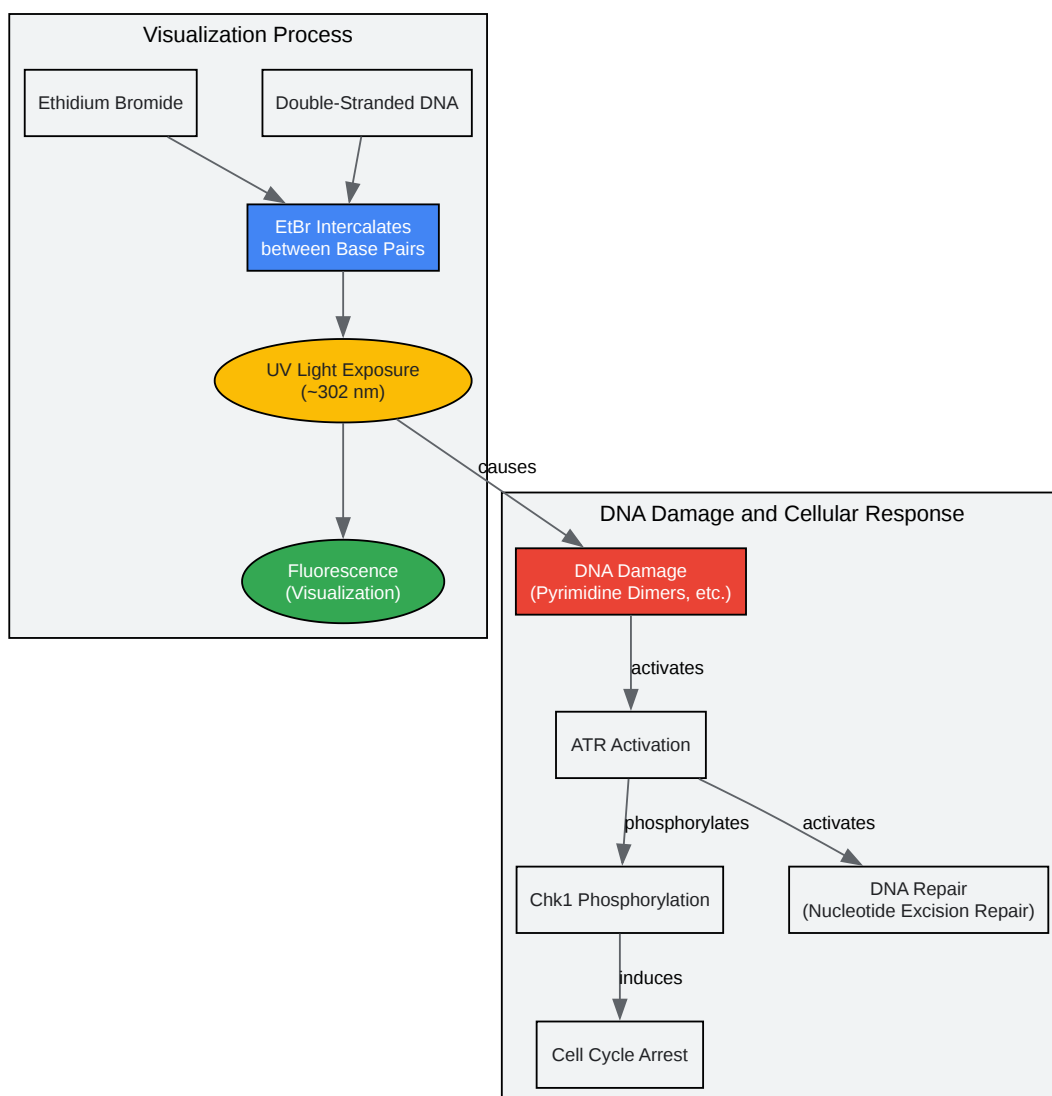 Visualization Process
Ethidium Bromide
Double-Stranded DNA
EtBr Intercalates
between Base Pairs
UV Light Exposure
(~302 nm)
causes
Fluorescence
(Visualization)
DNA Damage and Cellular Response
DNA Damage
(Pyrimidine Dimers, etc.)
activates
ATR Activation
phosphorylates
activates
Chk1 Phosphorylation
DNA Repair
(Nucleotide Excision Repair)
induces
Cell Cycle Arrest